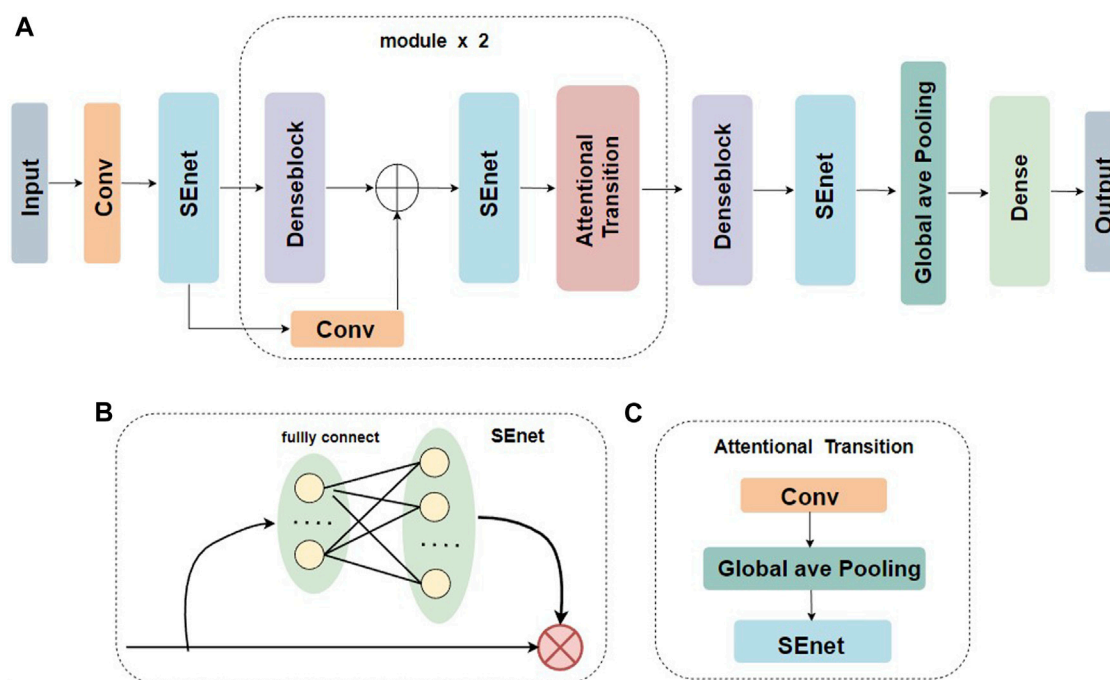 A
module x 2
Input
Conv
SEnet
Denseblock
SEnet
Attentional
Transition
Denseblock
SEnet
Global ave Pooling
Dense
Output
Conv
B
fullly connect
SEnet
. . . .
. . . .
C
Attentional Transition
Conv
Global ave Pooling
SEnet